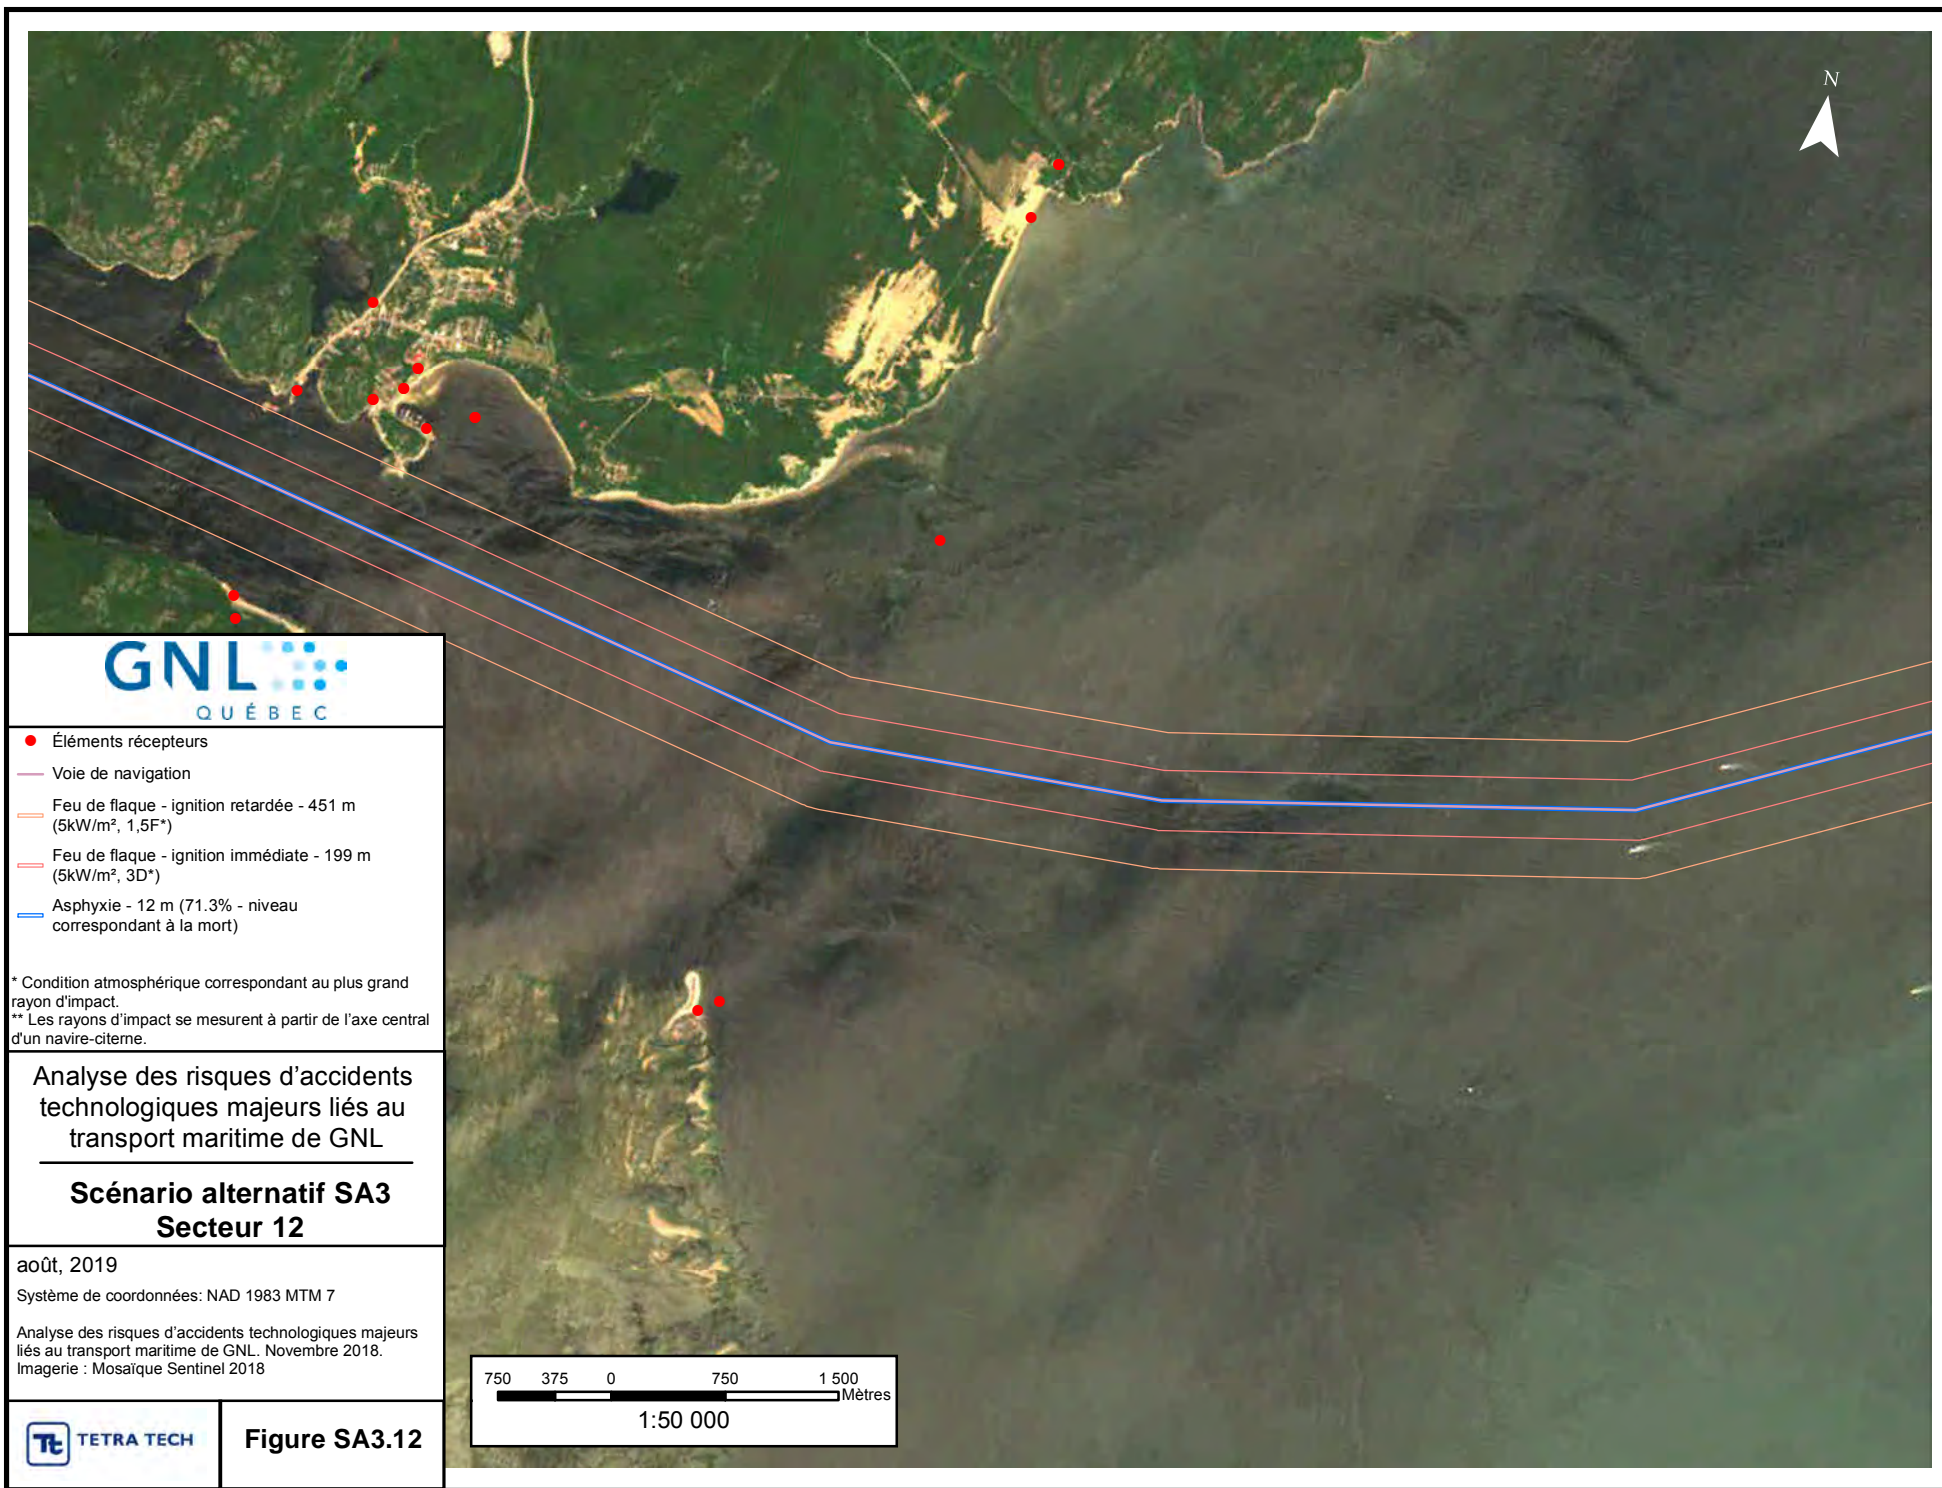 N
GNL
QUÉBEC
Éléments récepteurs
Voie de navigation
Feu de flaque - ignition retardée - 451 m
(5kW/m², 1,5F*)
Feu de flaque - ignition immédiate - 199 m
(5kW/m², 3D*)
Asphyxie - 12 m (71.3% - niveau
correspondant à la mort)
* Condition atmosphérique correspondant au plus grand
rayon d'impact.
** Les rayons d'impact se mesurent à partir de l'axe central
d'un navire-citerne.
Analyse des risques d'accidents
technologiques majeurs liés au
transport maritime de GNL
Scénario alternatif SA3
Secteur 12
août, 2019
Système de coordonnées: NAD 1983 MTM 7
Analyse des risques d'accidents technologiques majeurs
liés au transport maritime de GNL. Novembre 2018.
Imagerie : Mosaïque Sentinel 2018
750 375 0 750 1 500
Mètres
1:50 000
Tt TETRA TECH
Figure SA3.12